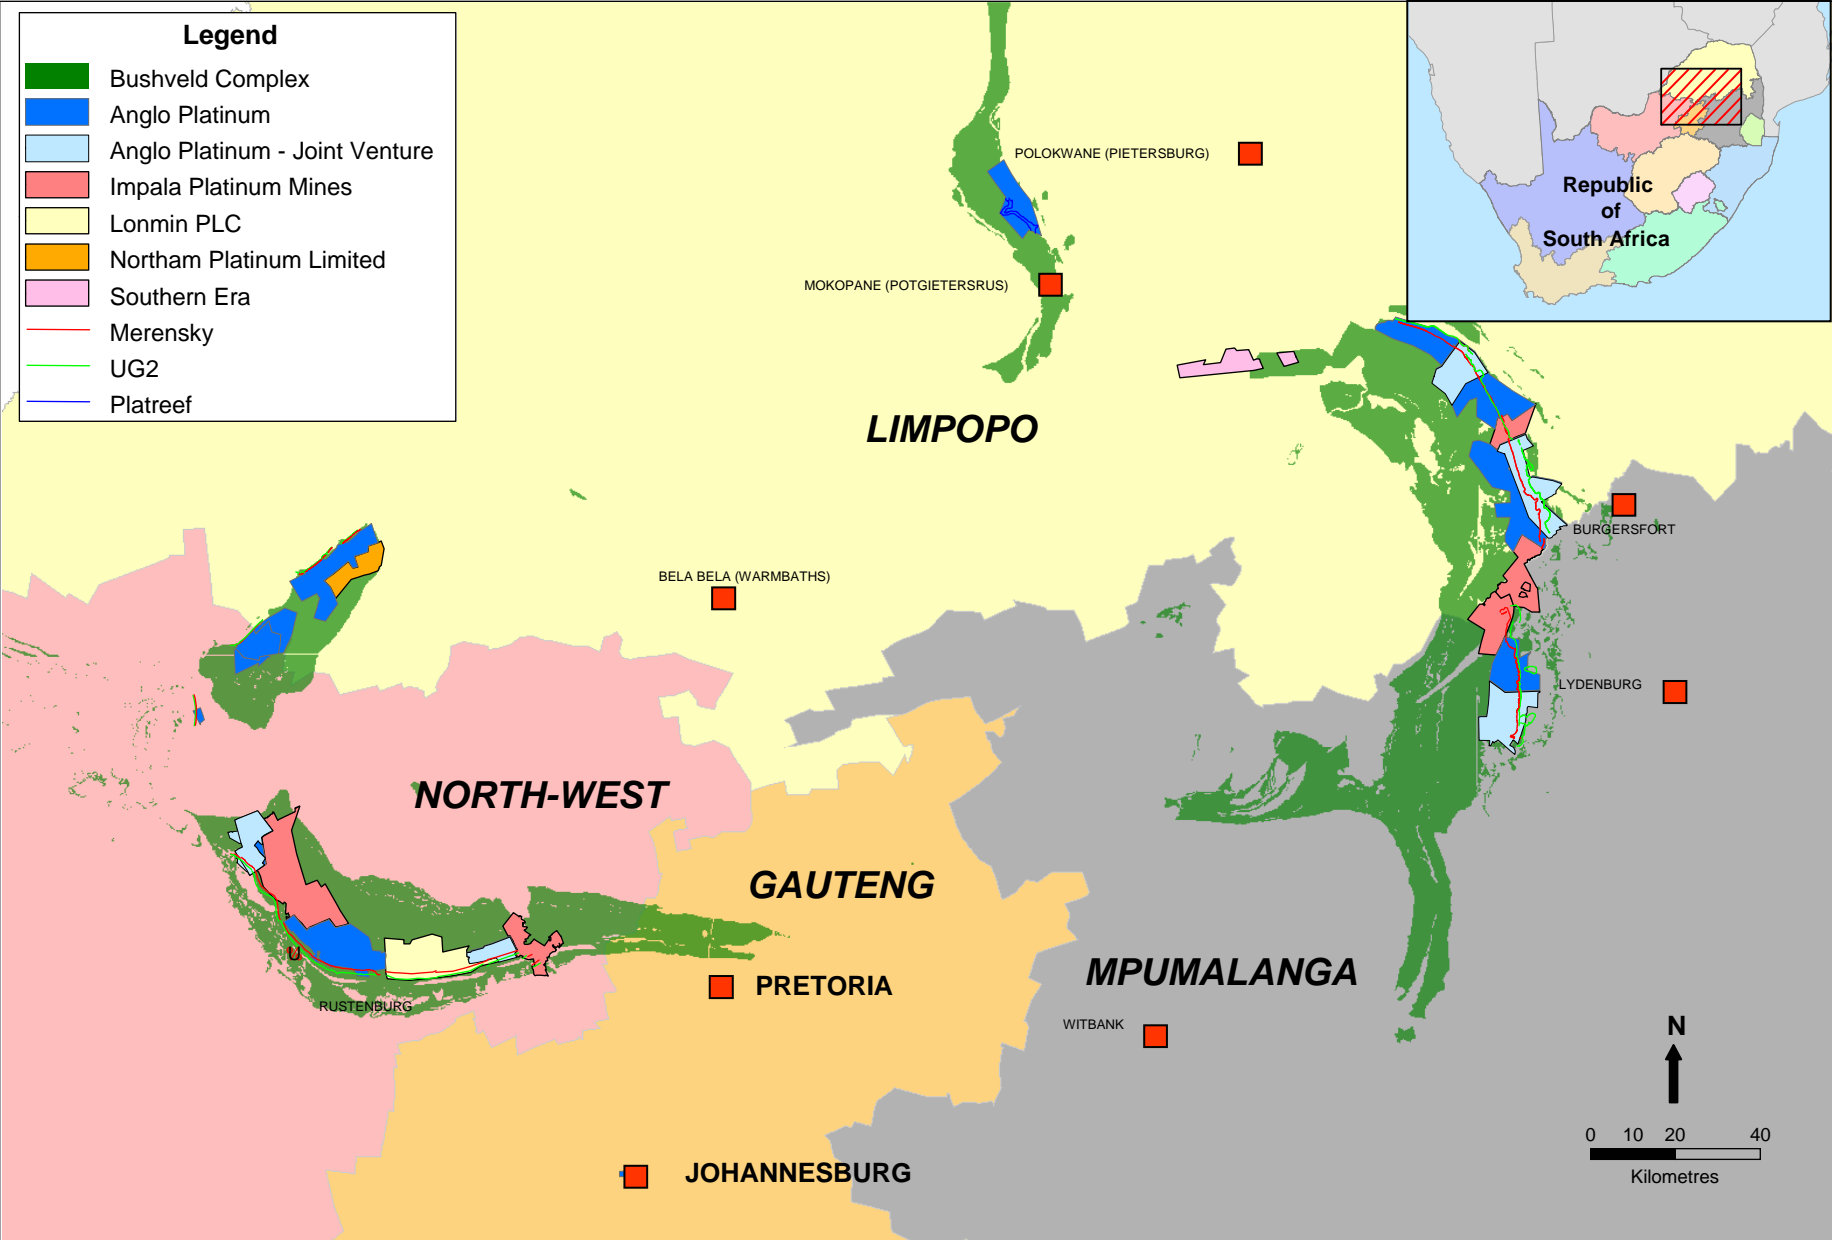 Legend
Bushveld Complex
Anglo Platinum
Anglo Platinum - Joint Venture
Impala Platinum Mines
Lonmin PLC
Northam Platinum Limited
Southern Era
Merensky
UG2
Platreef
Republic
of
South Africa
POLOKWANE (PIETERSBURG)
MOKOPANE (POTGIETERSRUS)
LIMPOPO
BURGERSFORT
BELA BELA (WARMBATHS)
LYDENBURG
NORTH-WEST
GAUTENG
U
MPUMALANGA
PRETORIA
RUSTENBURG
WITBANK
N
0 10 20 40
Kilometres
JOHANNESBURG